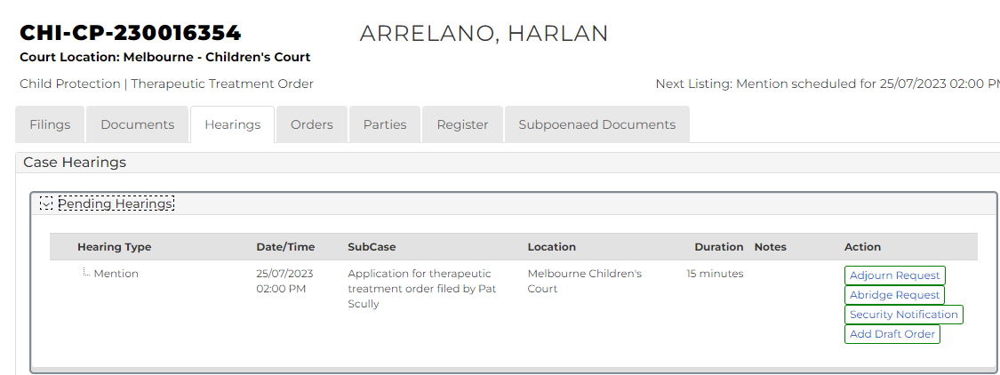 CHI-CP-230016354 ARRELANO, HARLAN
Court Location: Melbourne - Children's Court
Child Protection | Therapeutic Treatment Order Next Listing: Mention scheduled for 25/07/2023 02:00 PM
Filings Documents Hearings Orders Parties Register Subpoenaed Documents
Case Hearings
Pending Hearings
Hearing Type Date/Time SubCase Location Duration Notes Action
Mention 25/07/2023 Application for therapeutic Melbourne Children's 15 minutes Adjourn Request
02:00 PM treatment order filed by Pat Court Abridge Request
Scully Security Notification
Add Draft Order